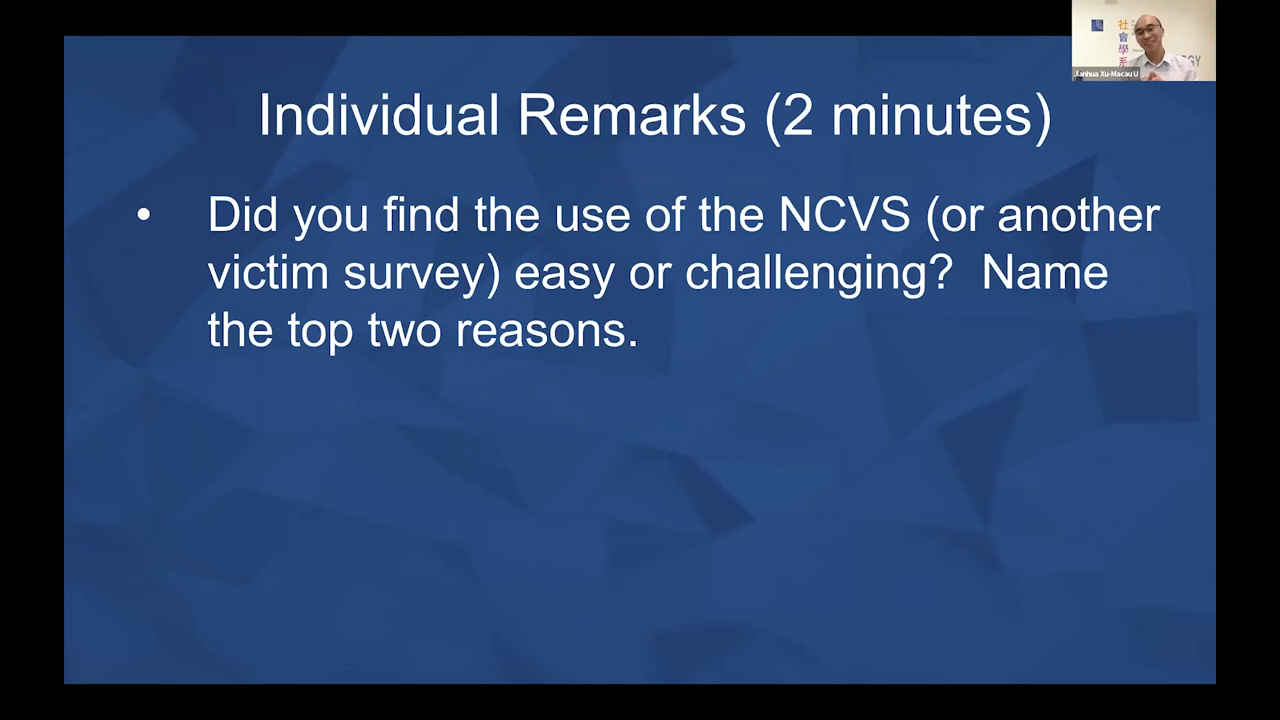 Individual Remarks (2 minutes)
• Did you find the use of the NCVS (or another
victim survey) easy or challenging?  Name
the top two reasons.
社會學系
GY
Jianhua Xu-Macau U